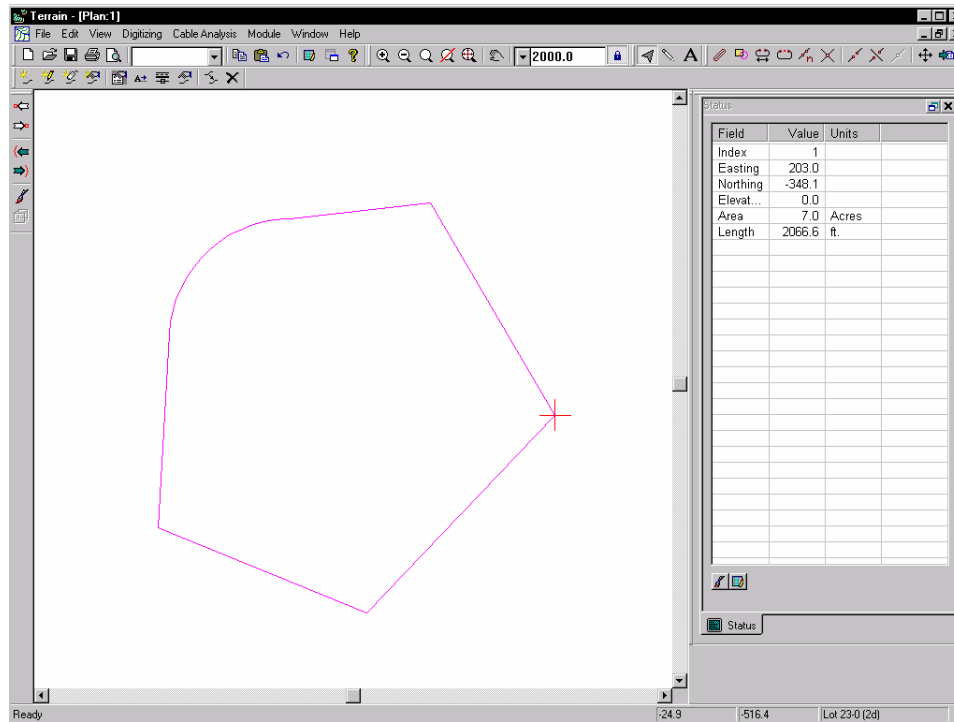 Terrain - [Plan:1]
File Edit View Digitizing Cable Analysis Module Window Help
2000.0 A
Status
Field Value Units
Index 1
Easting 203.0
Northing -348.1
Elevat... 0.0
Area 7.0 Acres
Length 2066.6 ft.
Status
Ready -24.9 -516.4 Lot 23-0 (2d)